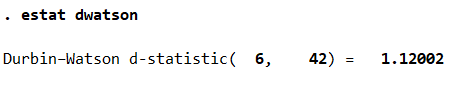 . estat dwatson
Durbin–Watson d-statistic(  6,    42) =   1.12002